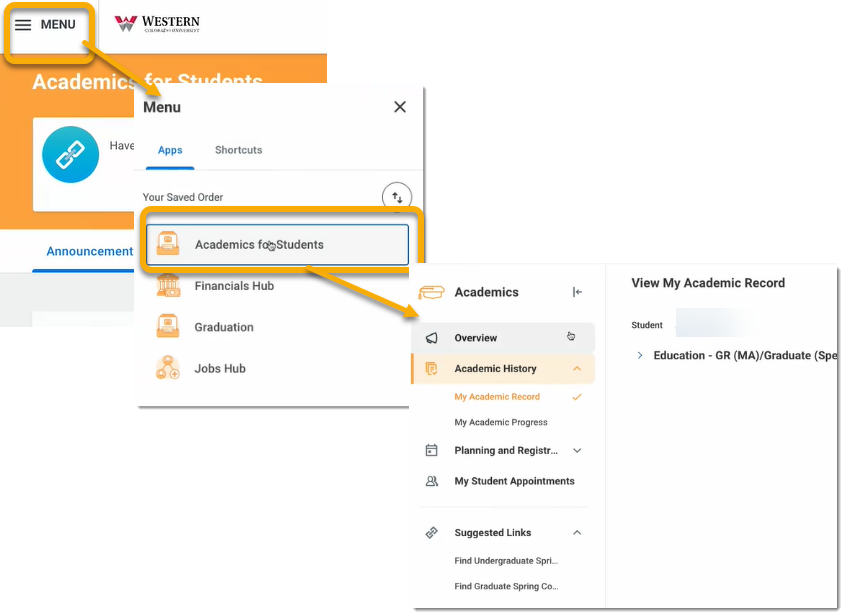 MENU
WESTERN
COLORADO UNIVERSITY
Academics for Students
Have
Announcement
Menu
Apps
Shortcuts
Your Saved Order
Academics for Students
Financials Hub
Graduation
Jobs Hub
Academics
Overview
Academic History
My Academic Record
My Academic Progress
Planning and Registr...
My Student Appointments
Suggested Links
Find Undergraduate Spri...
Find Graduate Spring Co...
View My Academic Record
Student
Education - GR (MA)/Graduate (Spe